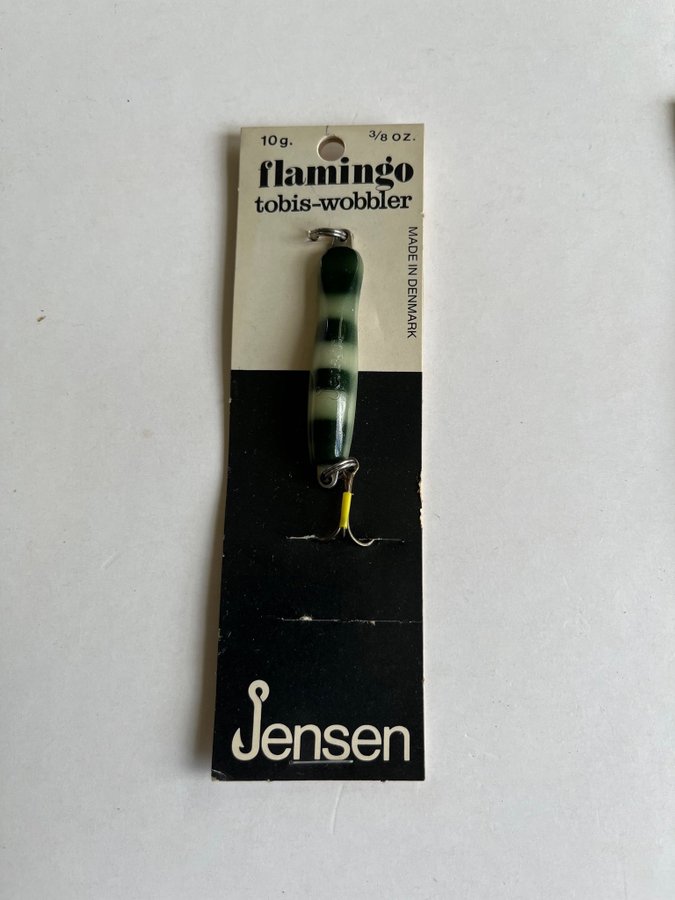 10g. 3/8 OZ.
flamingo
tobis-wobbler
MADE IN DENMARK
Jensen